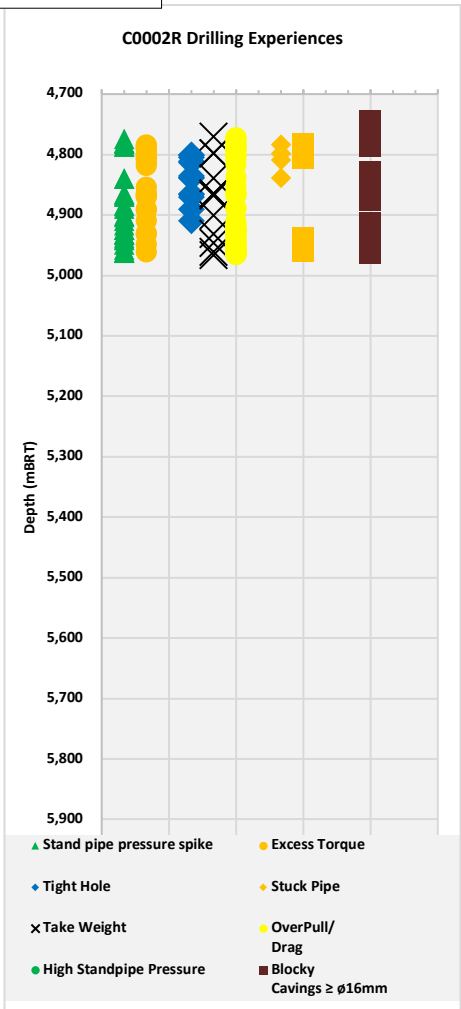 C0002R Drilling Experiences
4,700
4,800
4,900
5,000
5,100
5,200
5,300
5,400
5,500
5,600
5,700
5,800
5,900
Depth (mBRT)
Stand pipe pressure spike
Excess Torque
Tight Hole
Stuck Pipe
Take Weight
OverPull/
Drag
High Standpipe Pressure
Blocky
Cavings ≥ ø16mm